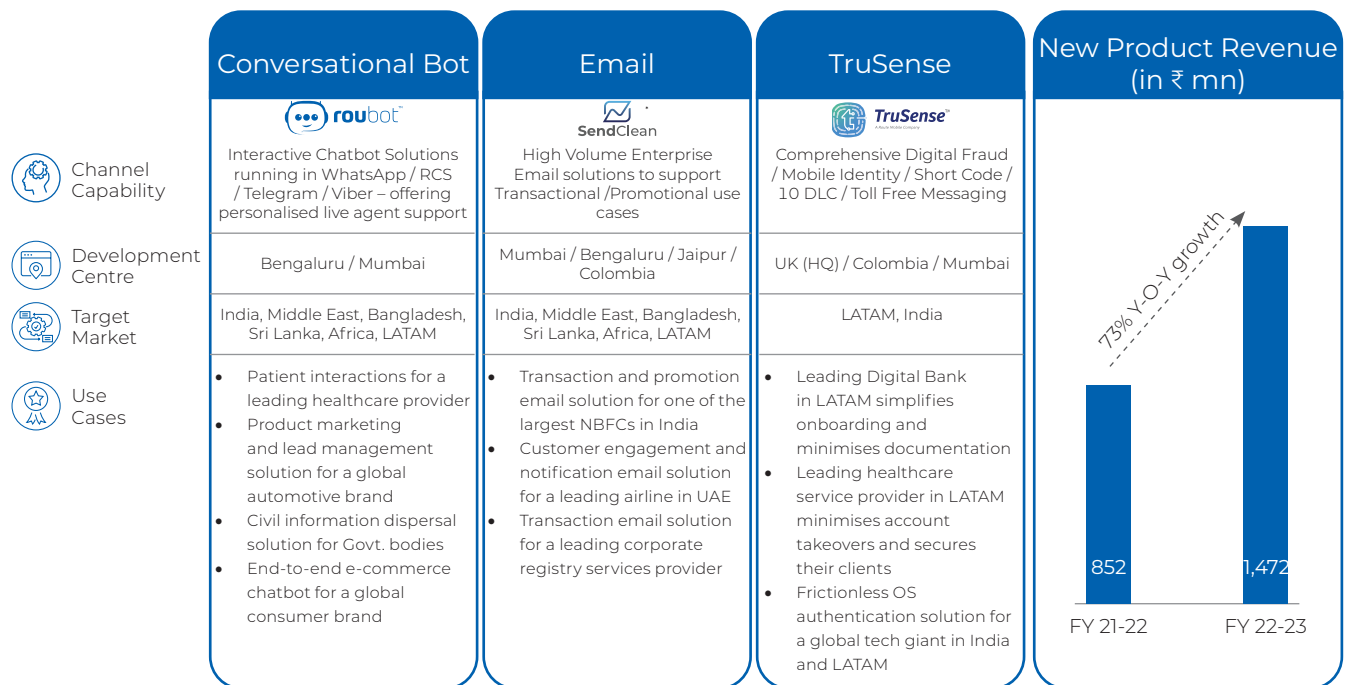 Conversational Bot
Email
TruSense
New Product Revenue
(in ₹ mn)
roubot™
SendClean
TruSense™
A Route Mobile Company
Channel
Capability
Interactive Chatbot Solutions
running in WhatsApp / RCS
/ Telegram / Viber – offering
personalised live agent support
High Volume Enterprise
Email solutions to support
Transactional /Promotional use
cases
Comprehensive Digital Fraud
/ Mobile Identity / Short Code /
10 DLC / Toll Free Messaging
Development
Centre
Bengaluru / Mumbai
Mumbai / Bengaluru / Jaipur /
Colombia
UK (HQ) / Colombia / Mumbai
Target
Market
India, Middle East, Bangladesh,
Sri Lanka, Africa, LATAM
India, Middle East, Bangladesh,
Sri Lanka, Africa, LATAM
LATAM, India
Use
Cases
• Patient interactions for a
leading healthcare provider
• Product marketing
and lead management
solution for a global
automotive brand
• Civil information dispersal
solution for Govt. bodies
• End-to-end e-commerce
chatbot for a global
consumer brand
• Transaction and promotion
email solution for one of the
largest NBFCs in India
• Customer engagement and
notification email solution
for a leading airline in UAE
• Transaction email solution
for a leading corporate
registry services provider
• Leading Digital Bank
in LATAM simplifies
onboarding and
minimises documentation
• Leading healthcare
service provider in LATAM
minimises account
takeovers and secures
their clients
• Frictionless OS
authentication solution for
a global tech giant in India
and LATAM
73% Y-O-Y growth
852
1,472
FY 21-22
FY 22-23